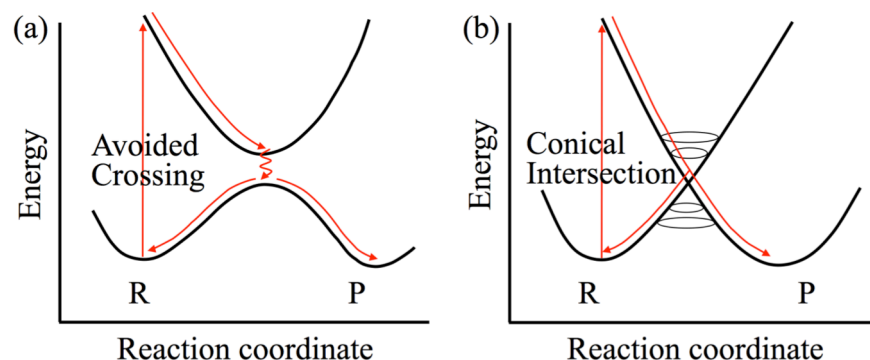 (a)
Energy
Avoided
Crossing
R
P
Reaction coordinate
(b)
Energy
Conical
Intersection
R
P
Reaction coordinate